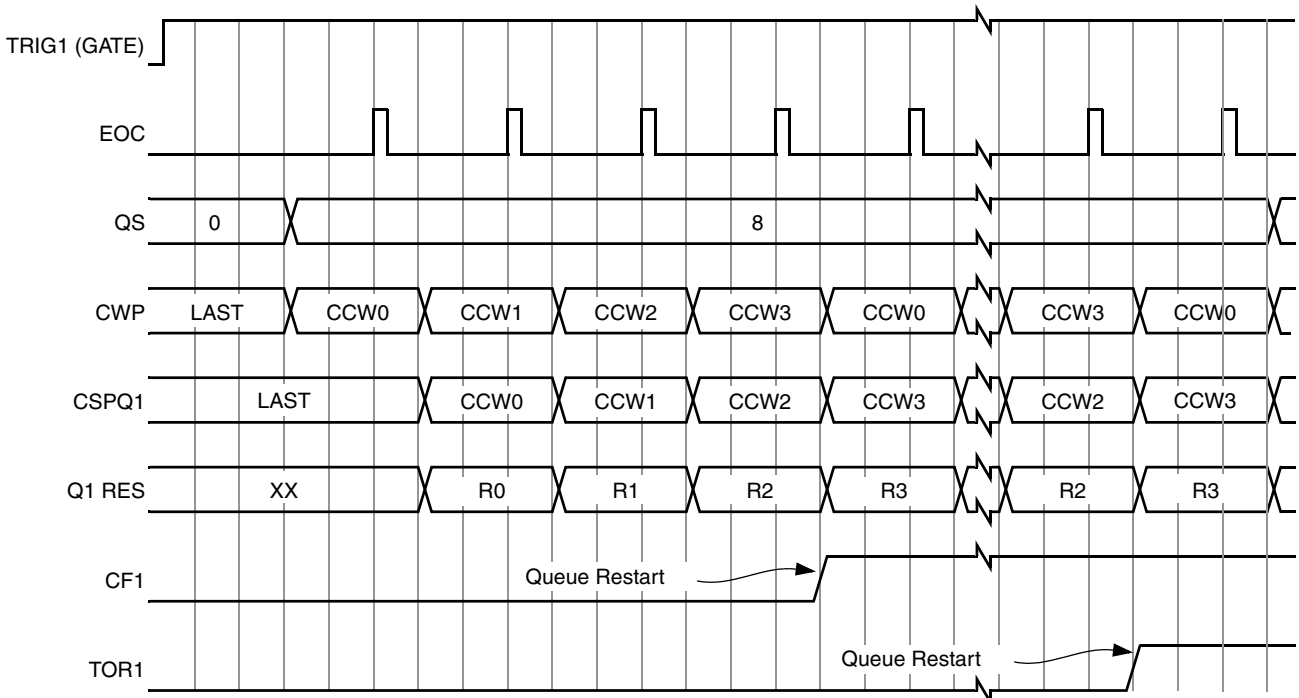 TRIG1 (GATE)
EOC
QS 0 8
CWP LAST CCW0 CCW1 CCW2 CCW3 CCW0 CCW3 CCW0
CSPQ1 LAST CCW0 CCW1 CCW2 CCW3 CCW2 CCW3
Q1 RES XX R0 R1 R2 R3 R2 R3
CF1 Queue Restart
TOR1 Queue Restart